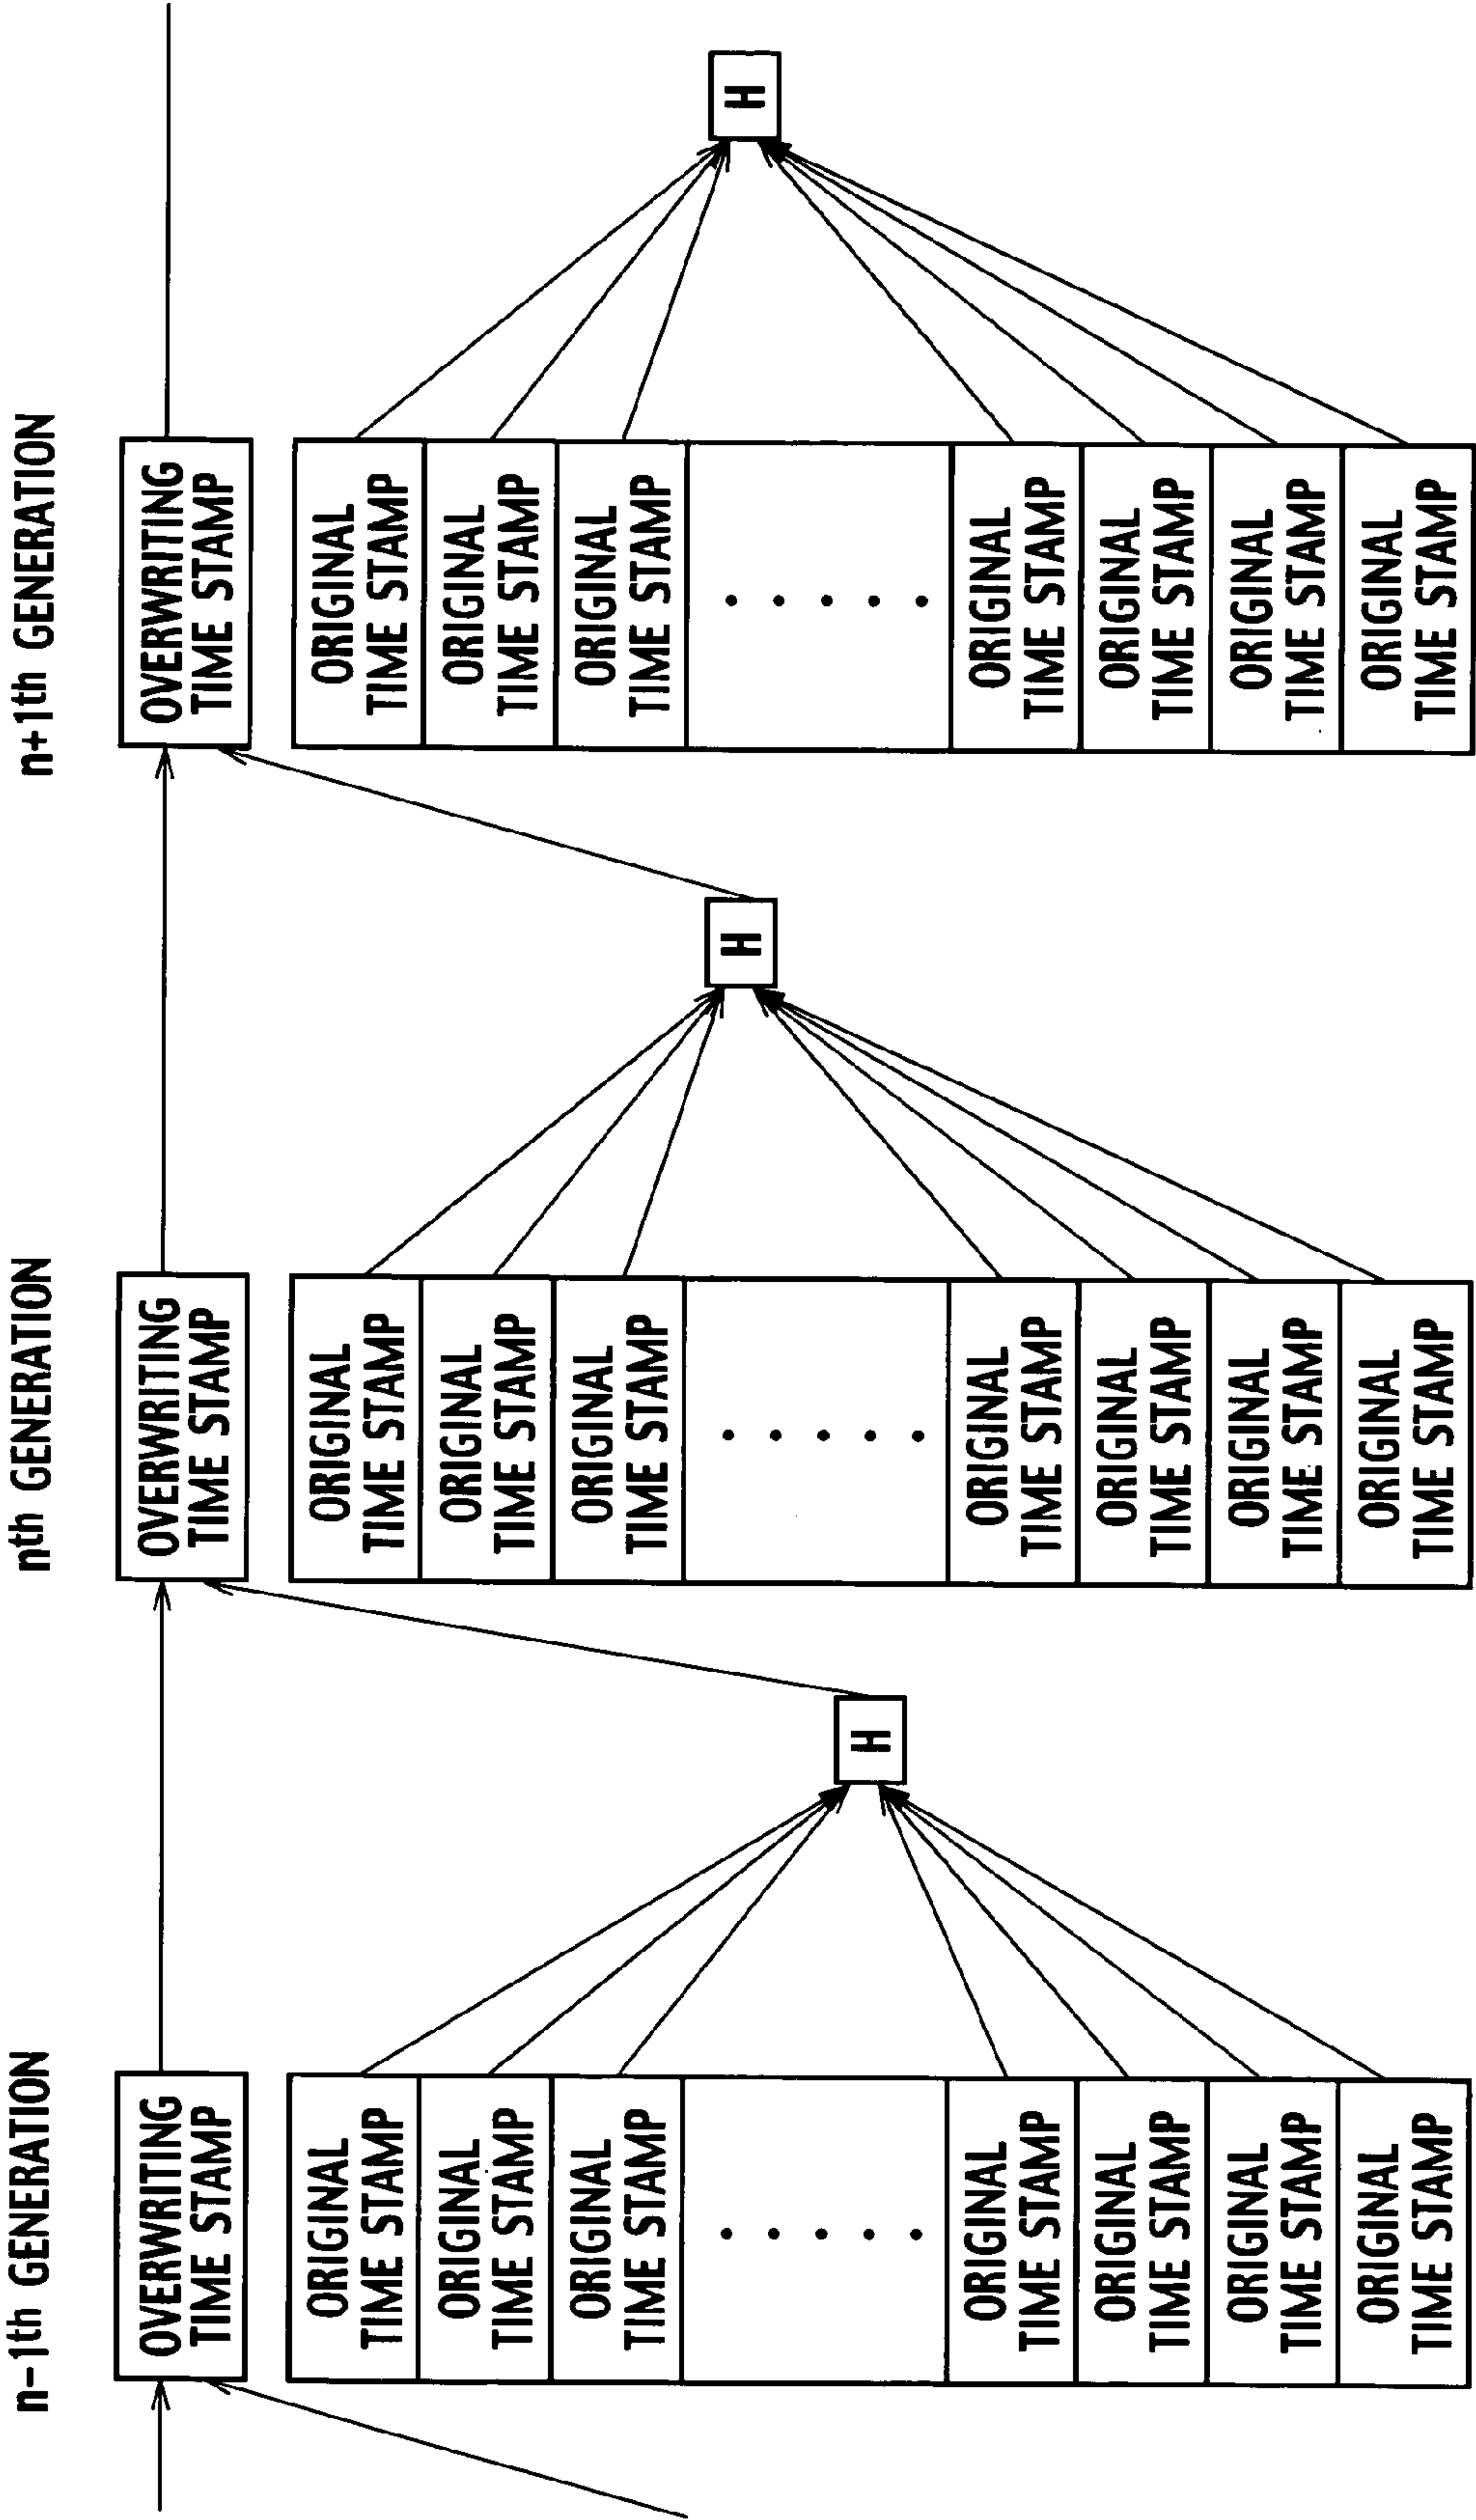 n-1th GENERATION
OVERWRITING
TIME STAMP
ORIGINAL
TIME STAMP
ORIGINAL
TIME STAMP
ORIGINAL
TIME STAMP
. . . . .
ORIGINAL
TIME STAMP
ORIGINAL
TIME STAMP
ORIGINAL
TIME STAMP
ORIGINAL
TIME STAMP
H
nth GENERATION
OVERWRITING
TIME STAMP
ORIGINAL
TIME STAMP
ORIGINAL
TIME STAMP
ORIGINAL
TIME STAMP
. . . . .
ORIGINAL
TIME STAMP
ORIGINAL
TIME STAMP
ORIGINAL
TIME STAMP
ORIGINAL
TIME STAMP
H
n+1th GENERATION
OVERWRITING
TIME STAMP
ORIGINAL
TIME STAMP
ORIGINAL
TIME STAMP
ORIGINAL
TIME STAMP
. . . . .
ORIGINAL
TIME STAMP
ORIGINAL
TIME STAMP
ORIGINAL
TIME STAMP
ORIGINAL
TIME STAMP
H